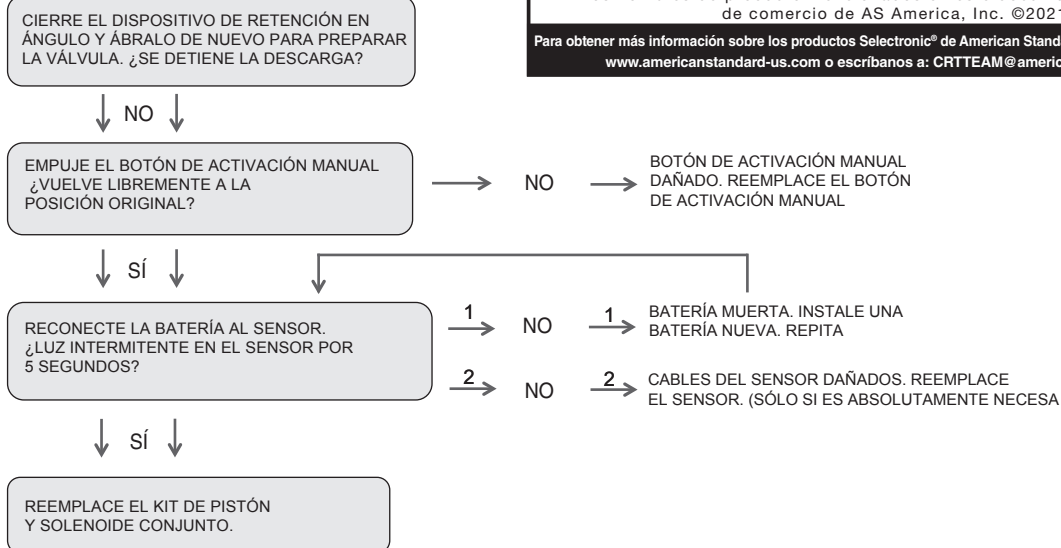 CIERRE EL DISPOSITIVO DE RETENCIÓN EN
ÁNGULO Y ÁBRALO DE NUEVO PARA PREPARAR
LA VÁLVULA. ¿SE DETIENE LA DESCARGA?
de comercio de AS America, Inc. ©2021
Para obtener más información sobre los productos Selectronic® de American Stand
www.americanstandard-us.com o escríbanos a: CRTTEAM@americ
NO
EMPUJE EL BOTÓN DE ACTIVACIÓN MANUAL
¿VUELVE LIBREMENTE A LA
POSICIÓN ORIGINAL?
NO
BOTÓN DE ACTIVACIÓN MANUAL
DAÑADO. REEMPLACE EL BOTÓN
DE ACTIVACIÓN MANUAL
SÍ
RECONECTE LA BATERÍA AL SENSOR.
¿LUZ INTERMITENTE EN EL SENSOR POR
5 SEGUNDOS?
1 NO 1
BATERÍA MUERTA. INSTALE UNA
BATERÍA NUEVA. REPITA
2 NO 2
CABLES DEL SENSOR DAÑADOS. REEMPLACE
EL SENSOR. (SÓLO SI ES ABSOLUTAMENTE NECESA
SÍ
REEMPLACE EL KIT DE PISTÓN
Y SOLENOIDE CONJUNTO.